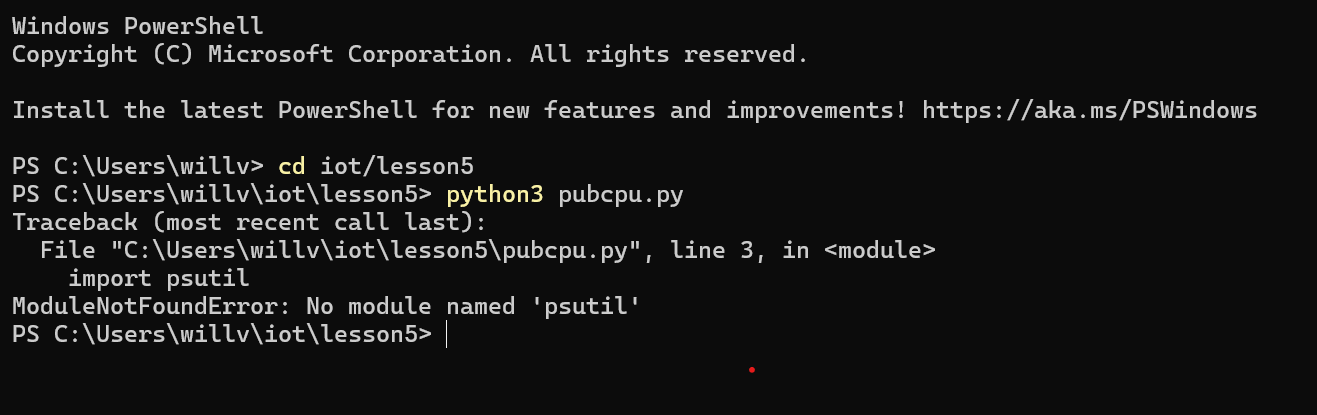 Windows PowerShell
Copyright (C) Microsoft Corporation. All rights reserved.
Install the latest PowerShell for new features and improvements! https://aka.ms/PSWindows
PS C:\Users\willv> cd iot/lesson5
PS C:\Users\willv\iot\lesson5> python3 pubcpu.py
Traceback (most recent call last):
  File "C:\Users\willv\iot\lesson5\pubcpu.py", line 3, in <module>
    import psutil
ModuleNotFoundError: No module named 'psutil'
PS C:\Users\willv\iot\lesson5>